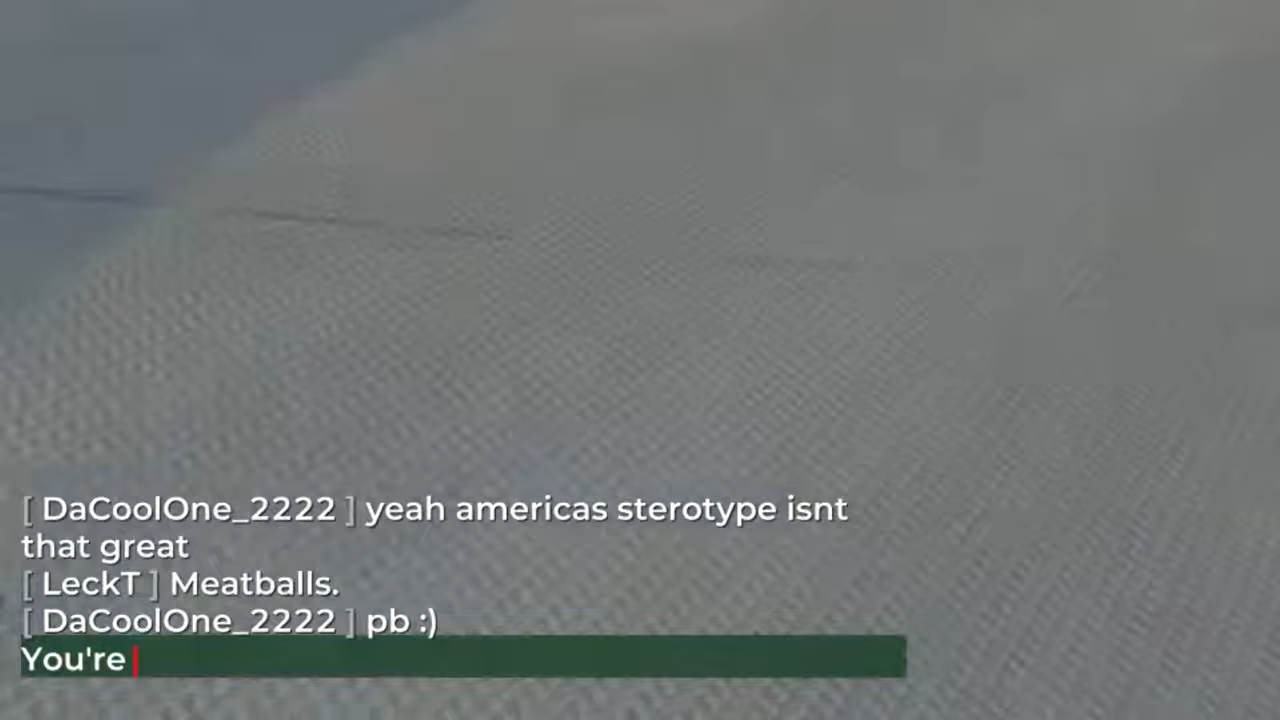 [ DaCoolOne_2222 ] yeah americas sterotype isnt
that great
[ LeckT ] Meatballs.
[ DaCoolOne_2222 ] pb :)
You're